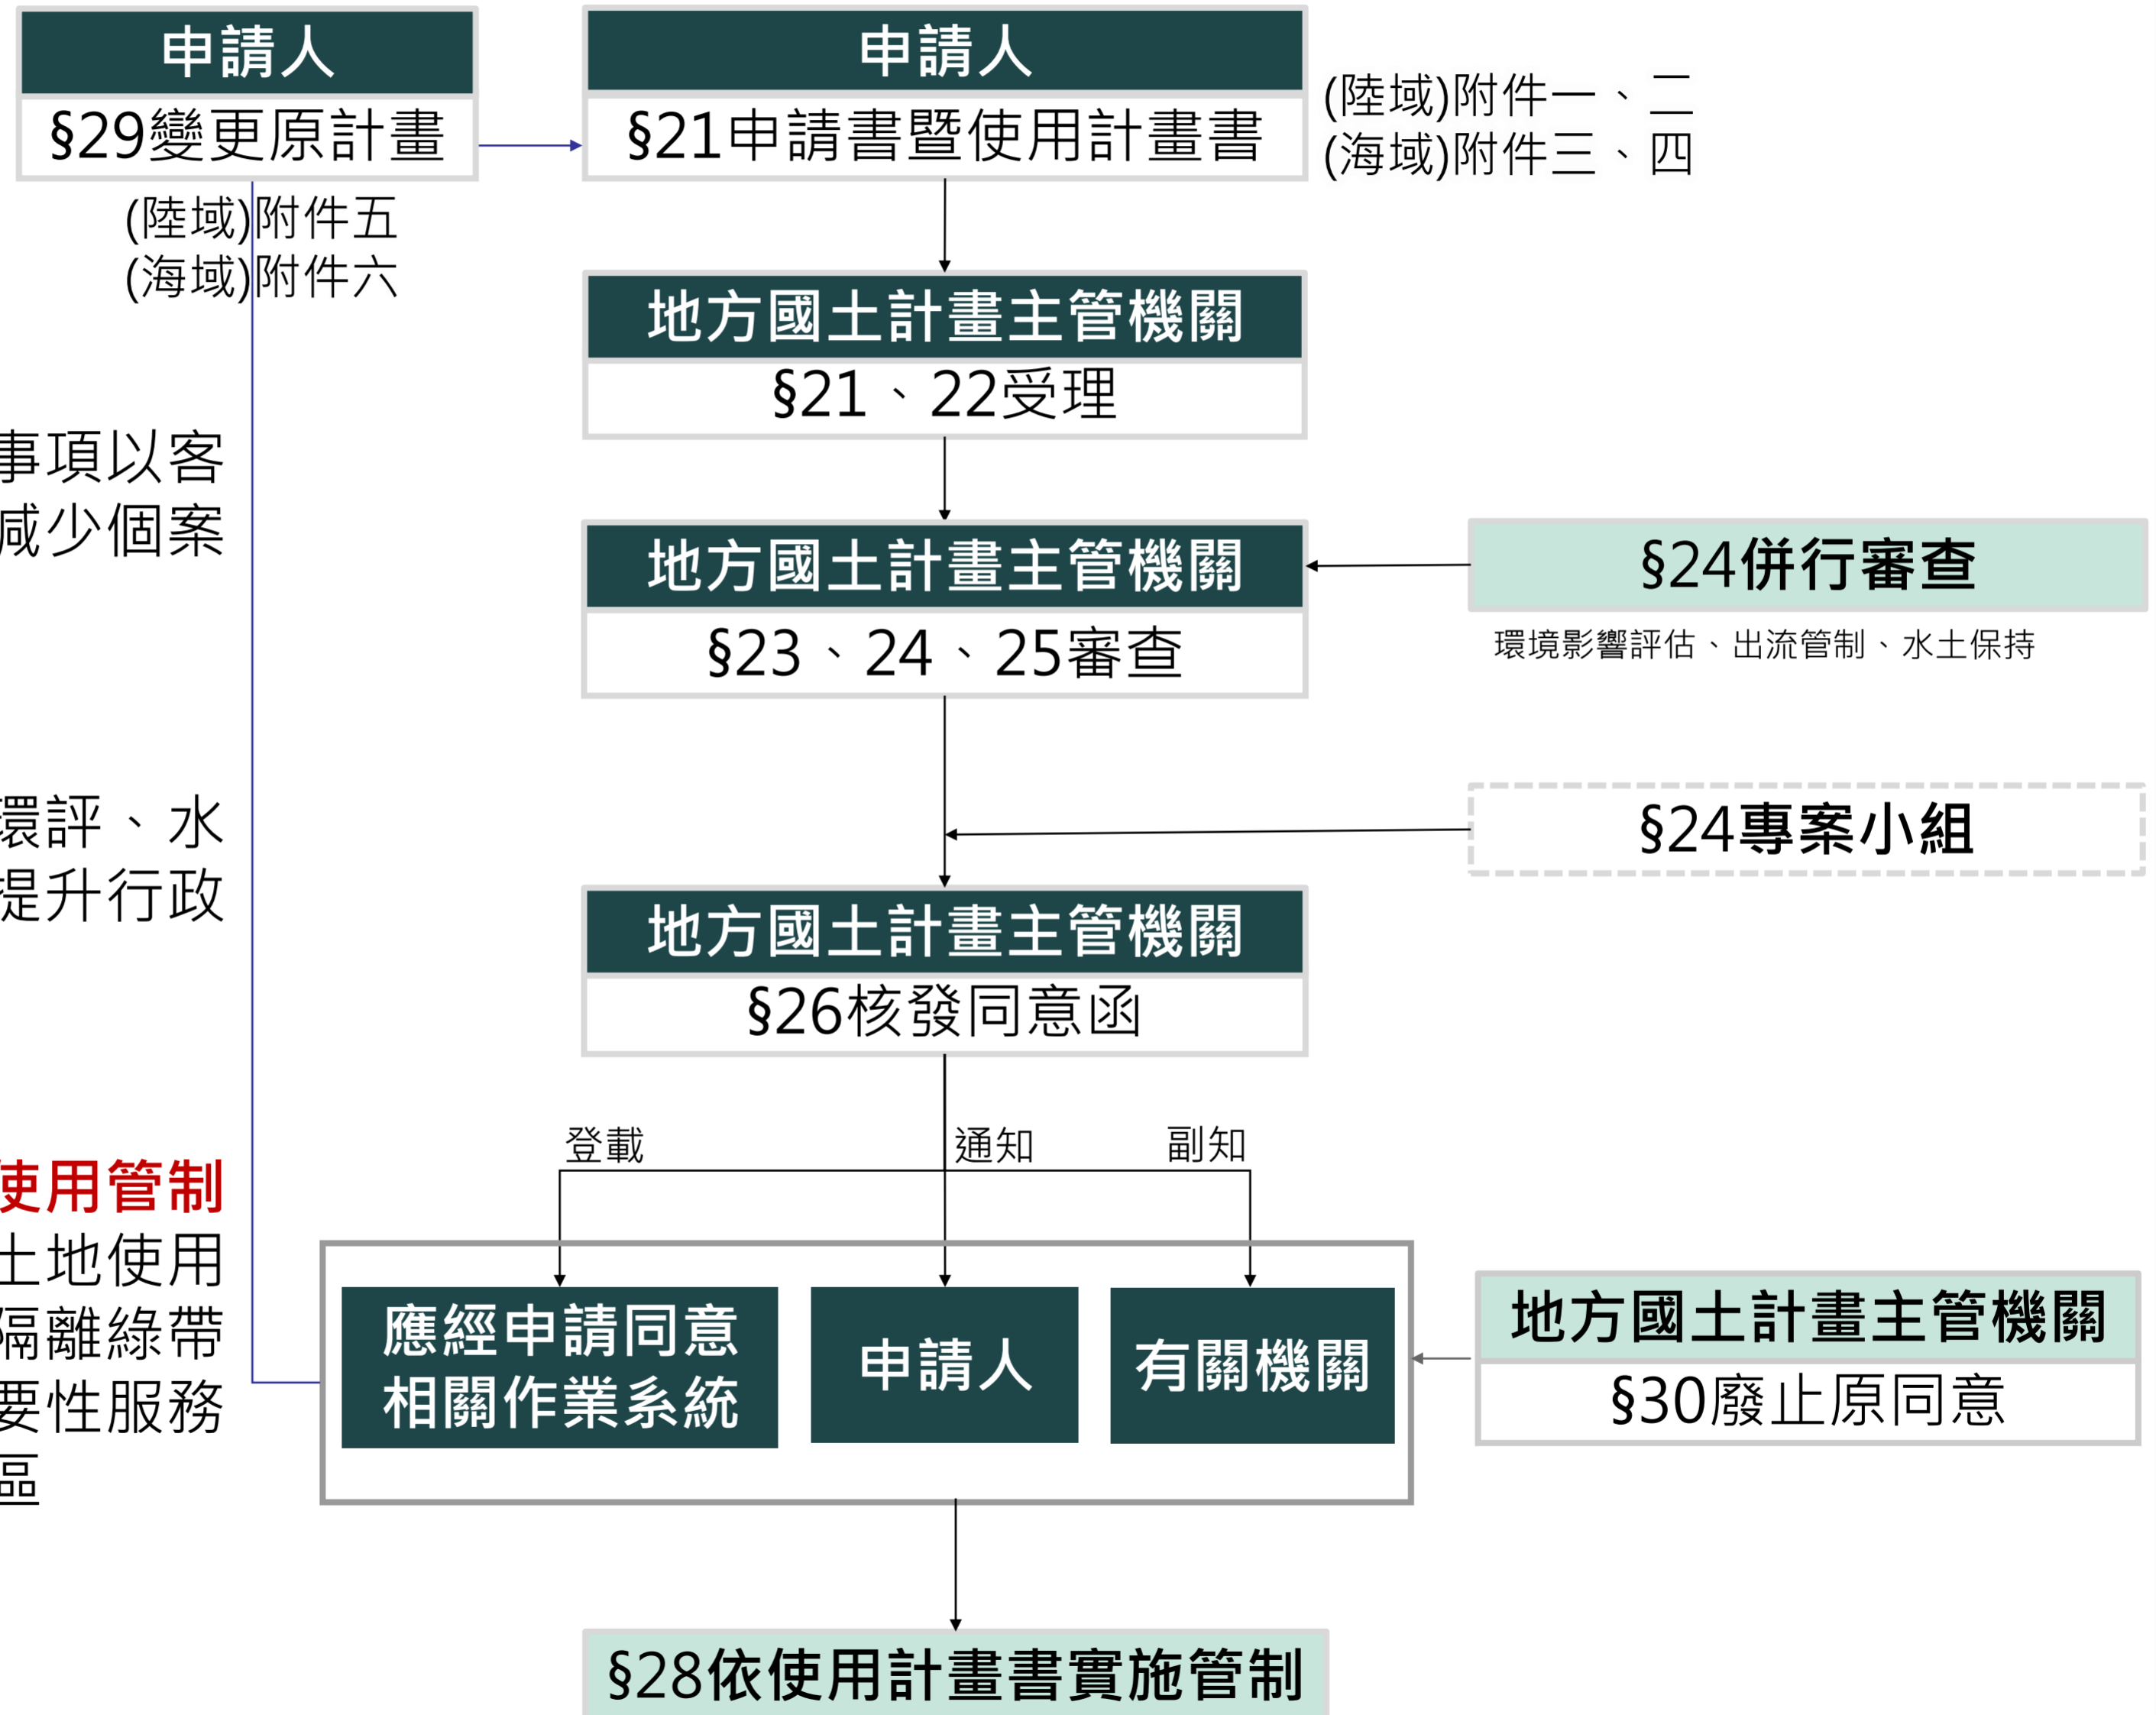 申請人
§29變更原計畫
(陸域)附件五
(海域)附件六
申請人
§21申請書暨使用計畫書
(陸域)附件一、二
(海域)附件三、四
地方國土計畫主管機關
§21、22受理
事項以客
減少個案
地方國土計畫主管機關
§23、24、25審查
§24併行審查
環境影響評估、出流管制、水土保持
環評、水
提升行政
§24專案小組
地方國土計畫主管機關
§26核發同意函
登載
通知
副知
使用管制
土地使用
確維幼兒
性服務
區
應經申請同意
相關作業系統
申請人
有關機關
地方國土計畫主管機關
§30廢止原同意
§28依使用計畫書實施管制